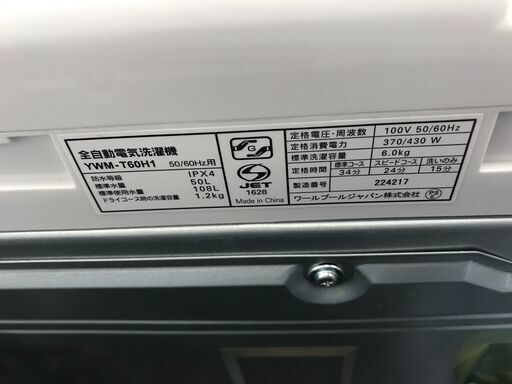 全自動電気洗濯機
YWM-T60H1 50/60Hz用
防水等級 IPX4
標準水量 50L
標準使用水量 108L
ドライコース時の洗濯容量 1.2kg
G
S
JET
1628
Made in China
定格電圧・周波数 100V 50/60Hz
定格消費電力 370/430 W
標準洗濯容量 6.0kg
定格時間 標準コース スピードコース 洗いのみ
34分 24分 15分
製造番号 224217
ワールプールジャパン株式会社
PS
E